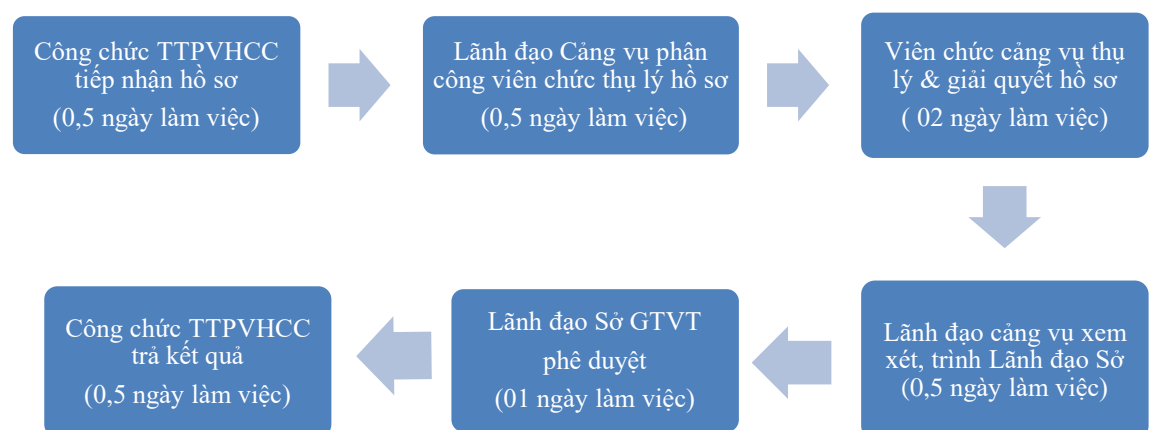 Công chức TTPVHCC
tiếp nhận hồ sơ
(0,5 ngày làm việc)
Lãnh đạo Cảng vụ phân
công viên chức thụ lý hồ sơ
(0,5 ngày làm việc)
Viên chức cảng vụ thụ
lý & giải quyết hồ sơ
( 02 ngày làm việc)
Lãnh đạo cảng vụ xem
xét, trình Lãnh đạo Sở
(0,5 ngày làm việc)
Lãnh đạo Sở GTVT
phê duyệt
(01 ngày làm việc)
Công chức TTPVHCC
trả kết quả
(0,5 ngày làm việc)